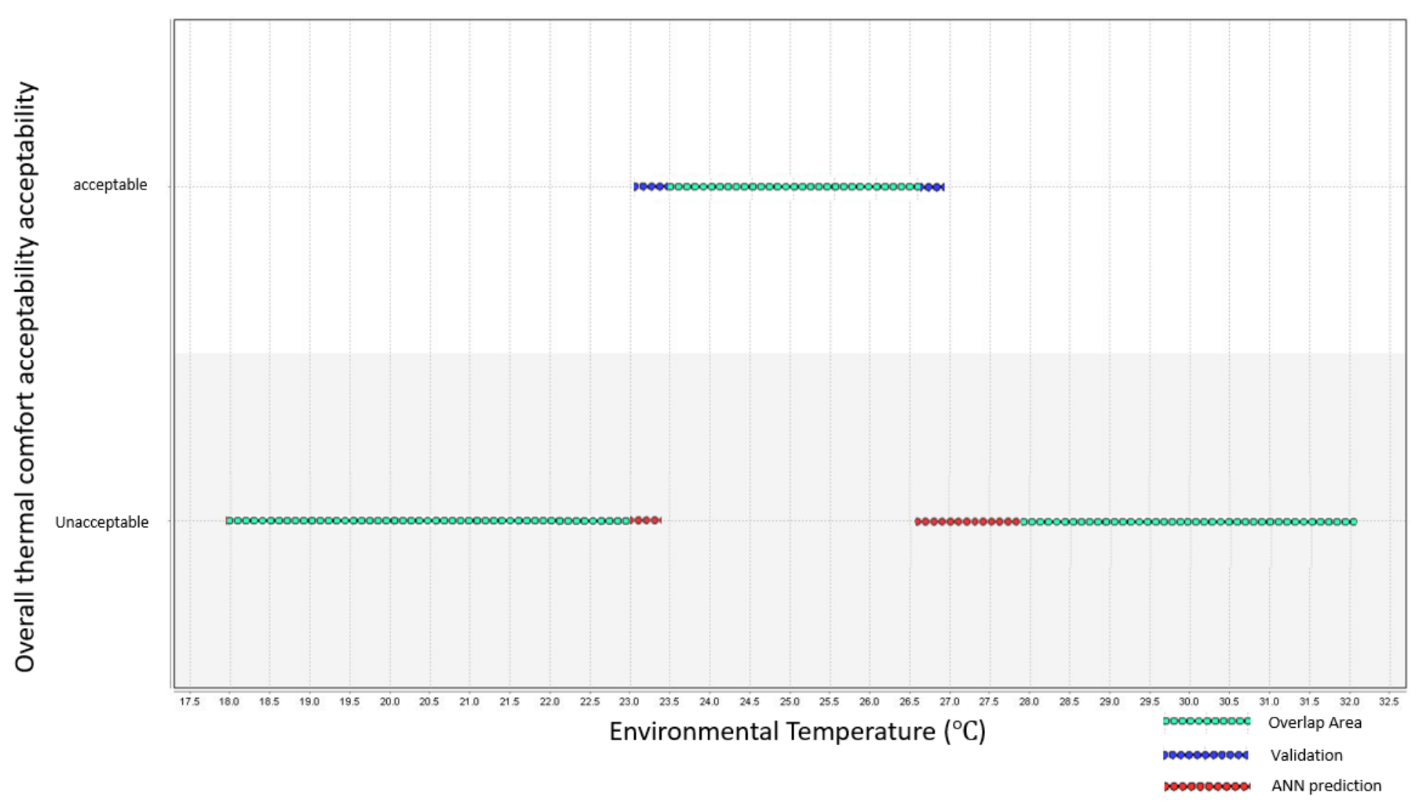 Overall thermal comfort acceptability acceptability
acceptable
Unacceptable
17.5 18.0 18.5 19.0 19.5 20.0 20.5 21.0 21.5 22.0 22.5 23.0 23.5 24.0 24.5 25.0 25.5 26.0 26.5 27.0 27.5 28.0 28.5 29.0 29.5 30.0 30.5 31.0 31.5 32.0 32.5
Environmental Temperature (°C)
Overlap Area
Validation
ANN prediction